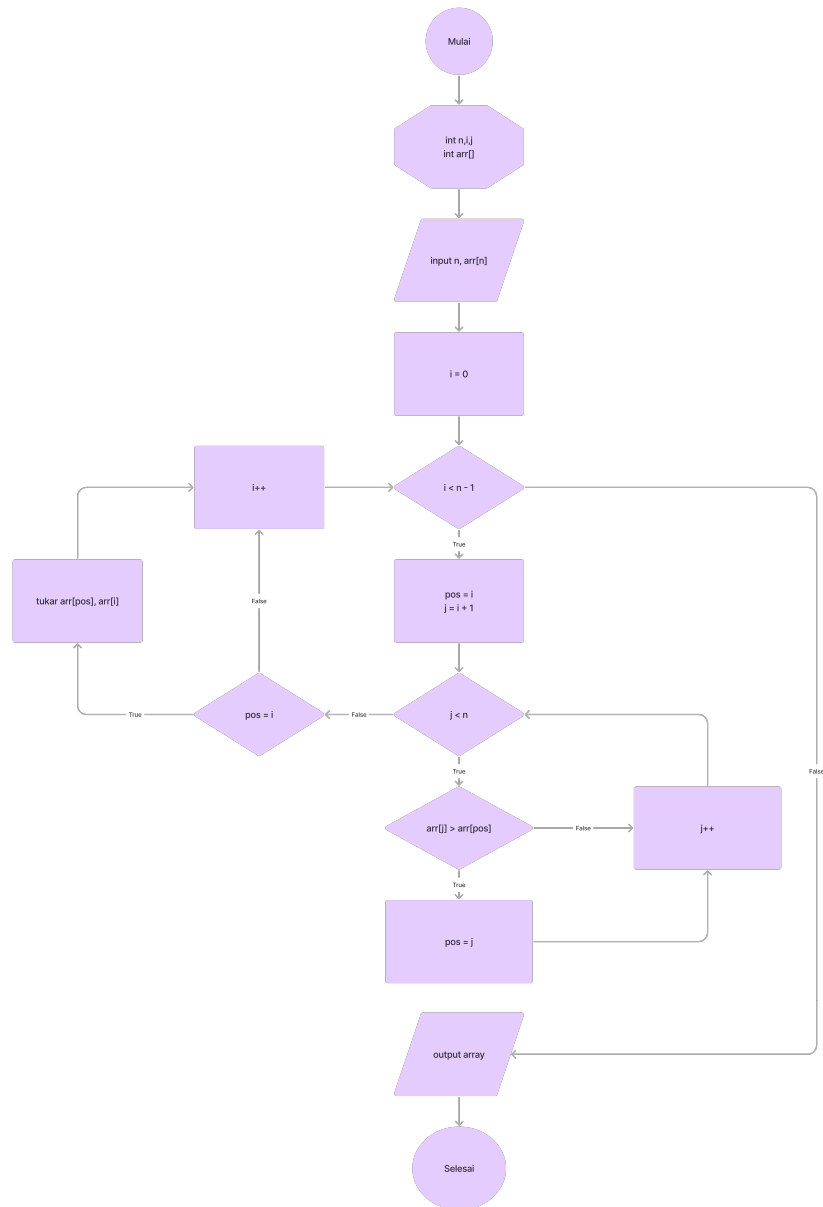 Mulai
int n,i,j
int arr[]
input n, arr[n]
i = 0
i++
i < n - 1
True
tukar arr[pos], arr[i]
False
pos = i
j = i + 1
True
pos = i
False
j < n
True
False
arr[j] > arr[pos]
False
j++
True
pos = j
output array
Selesai